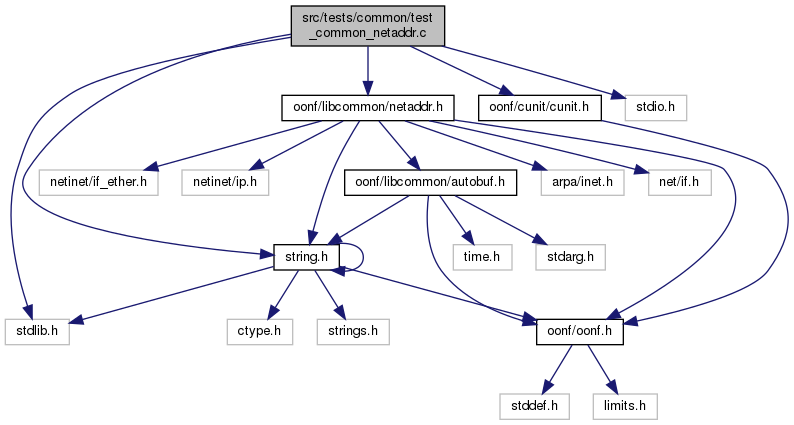 src/tests/common/test
_common_netaddr.c
oonf/libcommon/netaddr.h
oonf/cunit/cunit.h
stdio.h
netinet/if_ether.h
netinet/ip.h
oonf/libcommon/autobuf.h
arpa/inet.h
net/if.h
string.h
time.h
stdarg.h
stdlib.h
ctype.h
strings.h
oonf/oonf.h
stddef.h
limits.h